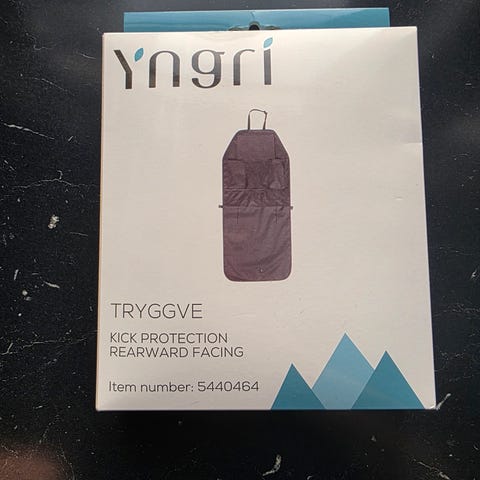 Yngri
TRYGGVE
KICK PROTECTION
REARWARD FACING
Item number: 5440464